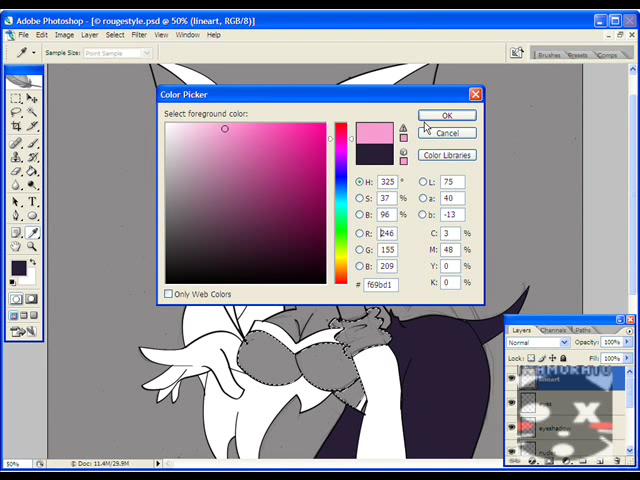 Adobe Photoshop - [© rougestyle.psd @ 50% (lineart, RGB/8)]
File Edit Image Layer Select Filter View Window Help
Sample Size: Point Sample
Brushes Presets Comps
Color Picker
Select foreground color:
OK
Cancel
Color Libraries
H: 325 ° L: 75
S: 37 % a: 40
B: 96 % b: -13
R: 246 C: 3 %
G: 155 M: 48 %
B: 209 Y: 0 %
# f69bd1 K: 0 %
Only Web Colors
Layers Channels Paths
Normal Opacity: 100%
Lock: Fill: 100%
lineart
eyes
eyeshadow
50% Doc: 11.4M/29.9M